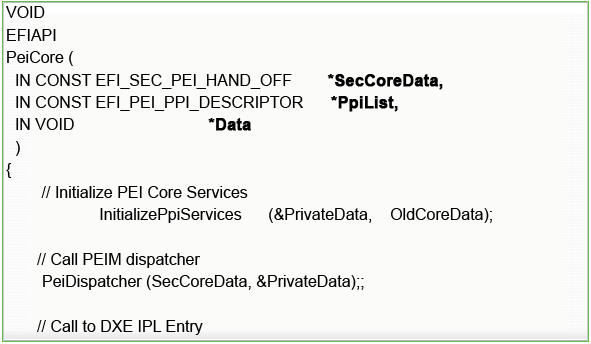 VOID
EFIAPI
PeiCore (
IN CONST EFI_SEC_PEI_HAND_OFF *SecCoreData,
IN CONST EFI_PEI_PPI_DESCRIPTOR *PpiList,
IN VOID *Data
)
{
// Initialize PEI Core Services
InitializePpiServices (&PrivateData, OldCoreData);
// Call PEIM dispatcher
PeiDispatcher (SecCoreData, &PrivateData);;
// Call to DXE IPL Entry